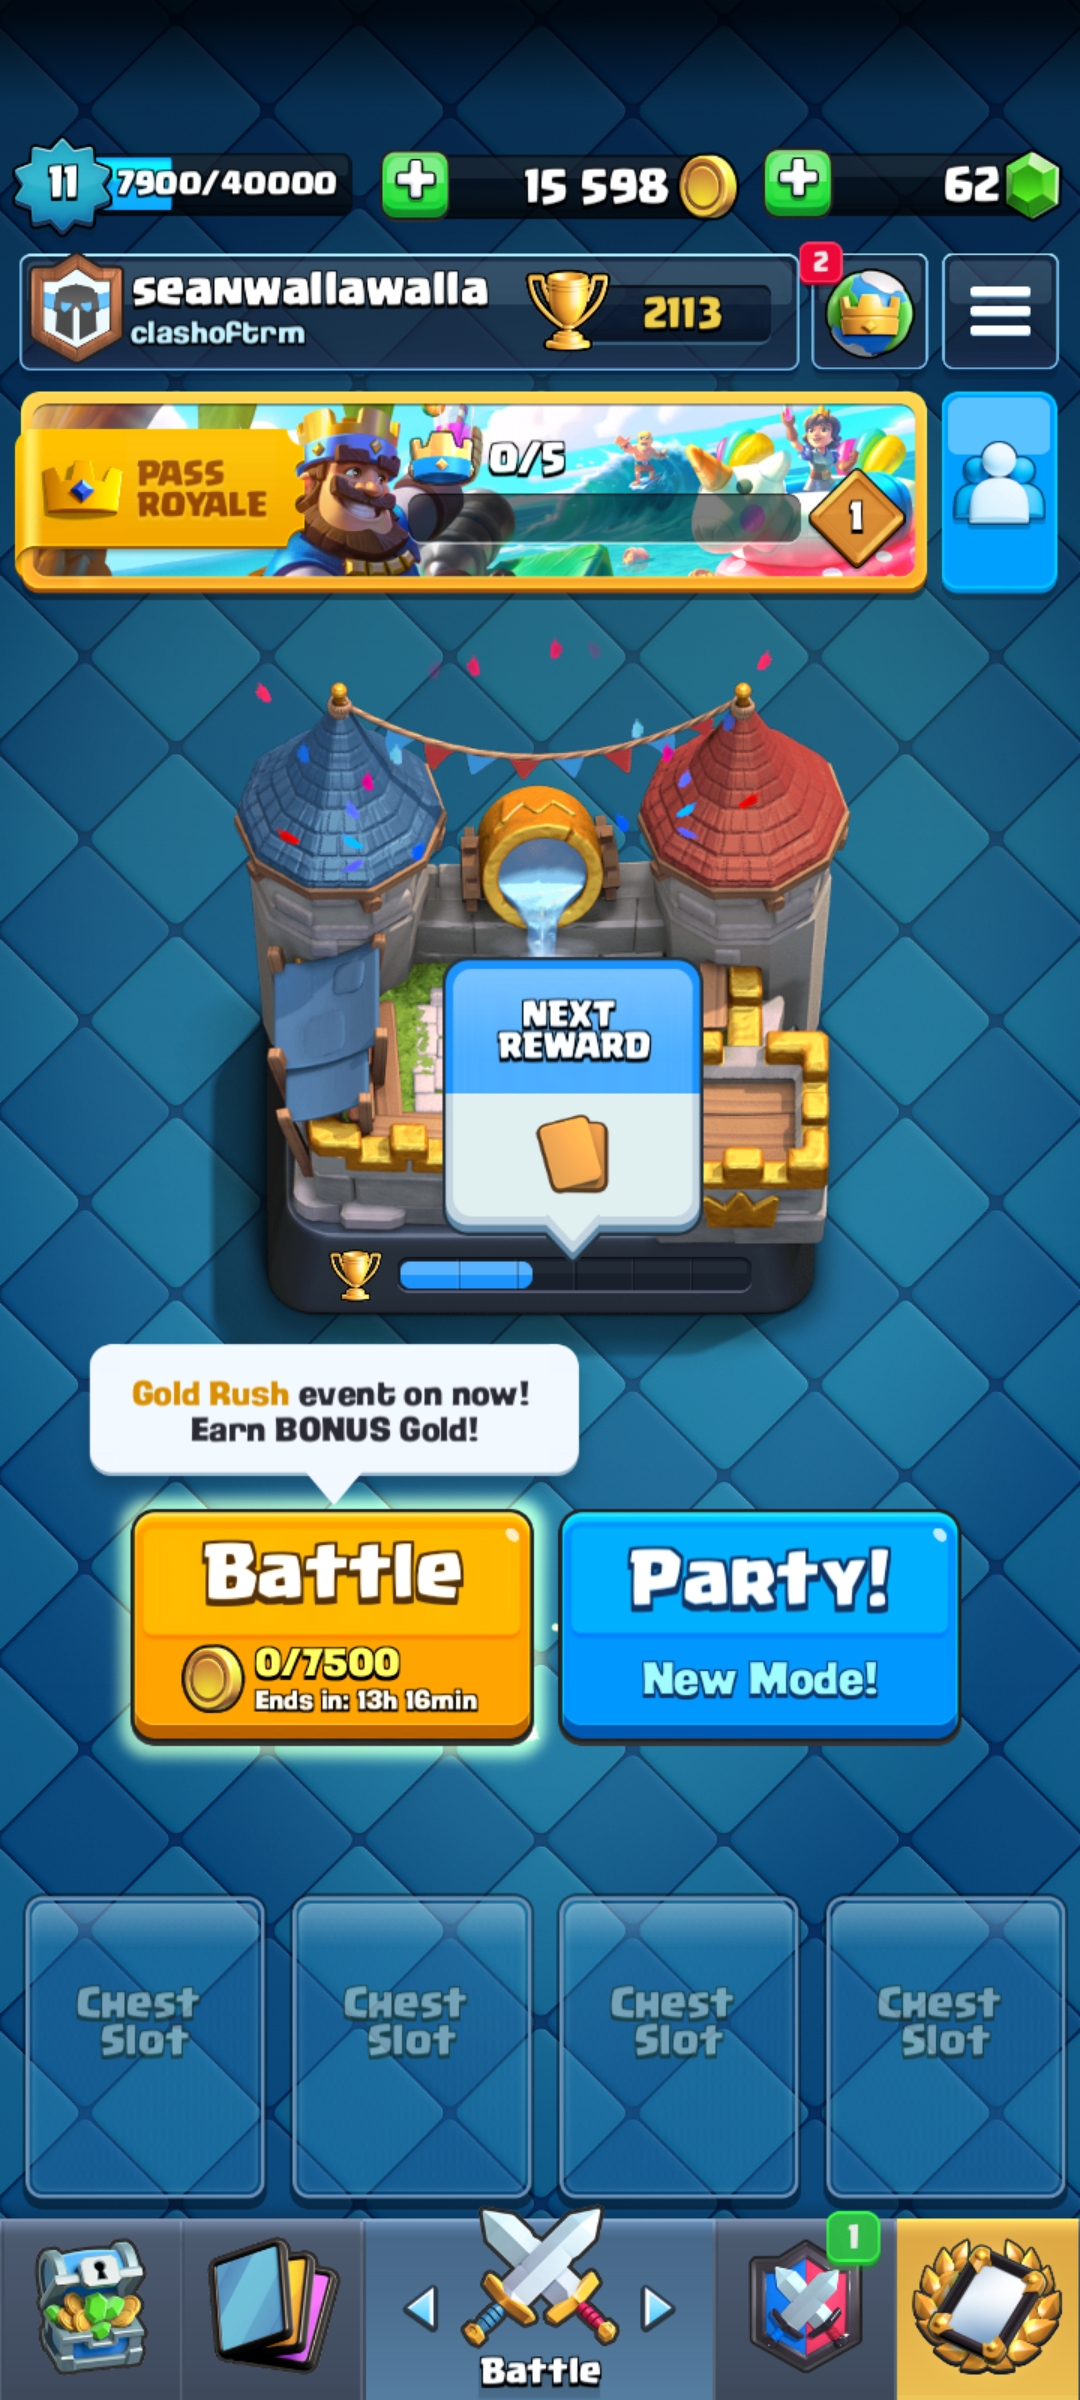 11 7900/40000 15 598 62
seanwallawalla 2113 2
clashoftrm
PASS
ROYALE
0/5
1
NEXT
REWARD
Gold Rush event on now!
Earn BONUS Gold!
Battle
0/7500
Ends in: 13h 16min
Party!
New Mode!
Chest
Slot
Chest
Slot
Chest
Slot
Chest
Slot
1
Battle